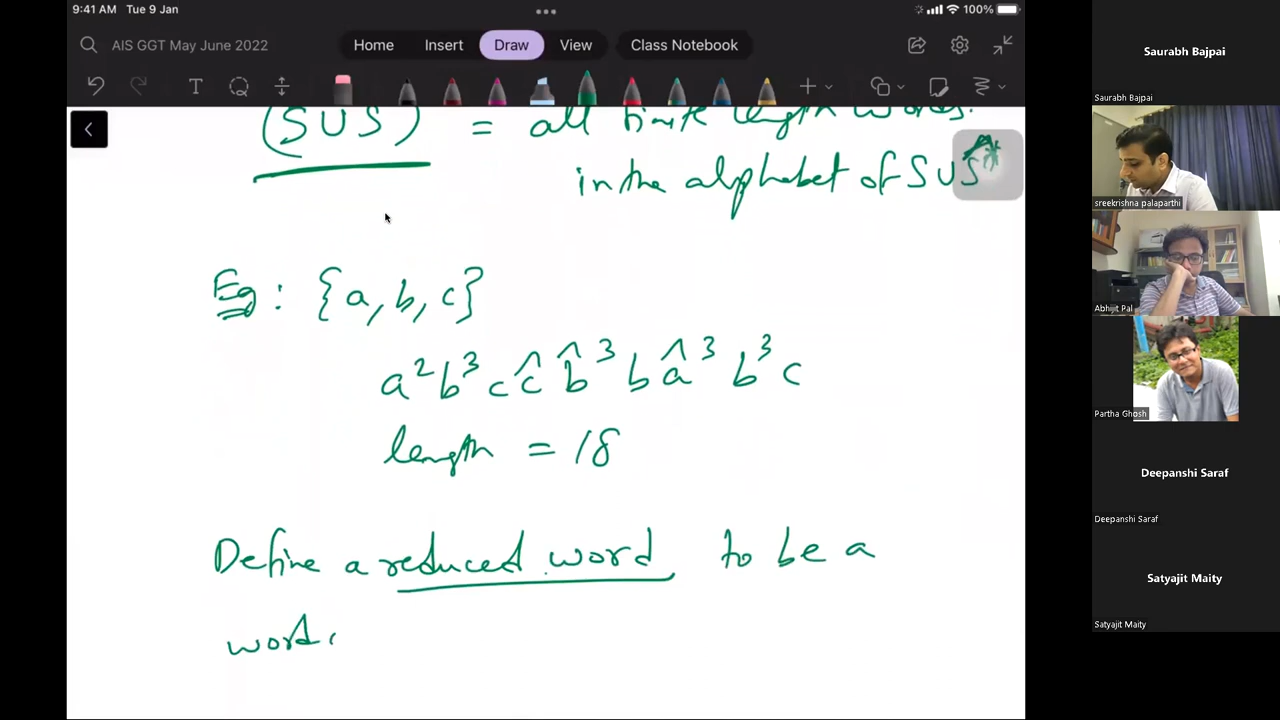 9:41 AM Tue 9 Jan
100%
AIS GGT May June 2022
Home Insert Draw View Class Notebook
(S∪Ŝ)* = all finite length words
in the alphabet of S∪Ŝ
Eg: {a, b, c}
a²b³cĉb̂³bâ³b³c
length = 18
Define a reduced word to be a
word
Saurabh Bajpai
Saurabh Bajpai
sreekrishna palaparthi
Abhijit Pal
Partha Ghosh
Deepanshi Saraf
Deepanshi Saraf
Satyajit Maity
Satyajit Maity